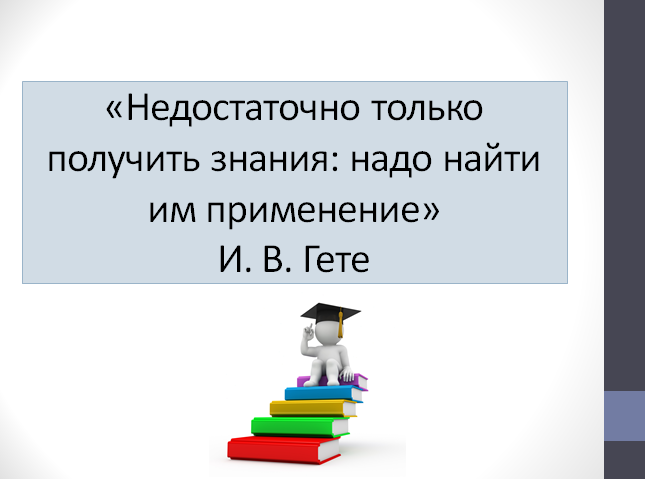 «Недостаточно только
получить знания: надо найти
им применение»
И. В. Гете